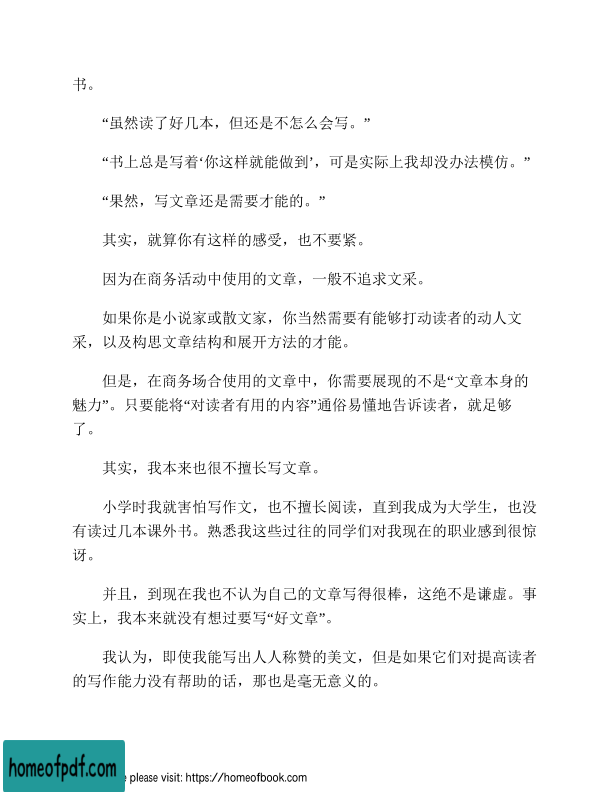 书。
“虽然读了好几本，但还是不怎么会写。”
“书上总是写着‘你这样就能做到’，可是实际上我却没办法模仿。”
“果然，写文章还是需要才能的。”
其实，就算你有这样的感受，也不要紧。
因为在商务活动中使用的文章，一般不追求文采。
如果你是小说家或散文家，你当然需要有能够打动读者的动人文
采，以及构思文章结构和展开方法的才能。
但是，在商务场合使用的文章中，你需要展现的不是“文章本身的
魅力”。只要能将“对读者有用的内容”通俗易懂地告诉读者，就足够
了。
其实，我本来也很不擅长写文章。
小学时我就害怕写作文，也不擅长阅读，直到我成为大学生，也没
有读过几本课外书。熟悉我这些过往的同学们对我现在的职业感到很惊
讶。
并且，到现在我也不认为自己的文章写得很棒，这绝不是谦虚。事
实上，我本来就没有想过要写“好文章”。
我认为，即使我能写出人人称赞的美文，但是如果它们对提高读者
的写作能力没有帮助的话，那也是毫无意义的。
homeofpdf.com
please visit: https://homeofbook.com